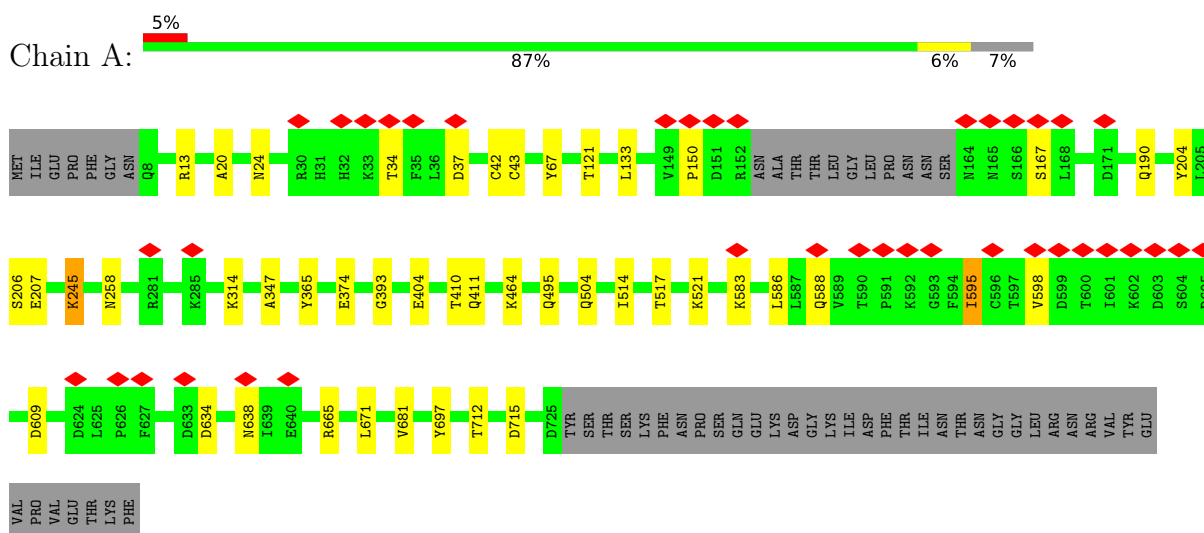 5%
Chain A:
87% 6% 7%
MET ILE GLU PRO PHE GLY ASN Q8 R13 A20 N24 R30 H31 H32 K33 T34 F35 L36 D37 C42 C43 Y67 T121 L133 V149 P150 D151 R152 ASN ALA THR THR LEU GLY LEU PRO ASN ASN SER N164 N165 S166 S167 L168 D171 Q190 Y204 L205
S206 E207 K245 N258 R281 K285 K314 A347 Y365 E374 G393 E404 T410 Q411 K464 Q495 Q504 I514 T517 K521 K583 L586 L587 Q588 V589 T590 P591 K592 G593 F594 I595 C596 T597 V598 D599 T600 I601 K602 D603 S604
D609 D624 L625 P626 F627 D633 D634 N638 I639 E640 R665 L671 V681 Y697 T712 D715 D725 TYR SER THR THR SER LYS PHE ASN PRO SER GLN GLU LYS ASP GLY LYS ILE ASP PHE THR ILE ASN THR ASN GLY GLY LEU ARG ASN ARG VAL TYR GLU
VAL PRO VAL GLU THR LYS PHE